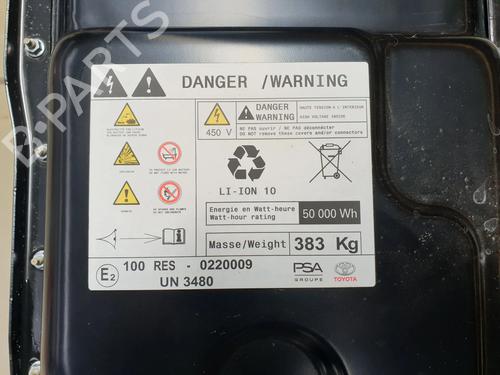 DANGER /WARNING
450 V
DANGER
WARNING
HAUTE TENSION A L'INTERIEUR
HIGH VOLTAGE INSIDE
NE PAS ouvrir / NE PAS déconnecter
DO NOT remove these covers and/or connectors
LI-ION 10
Energie en Watt-heure
Watt-hour rating
50 000 Wh
Masse/Weight
383 Kg
E2
100 RES - 0220009
UN 3480
PSA
GROUPE
TOYOTA
B-PARTS